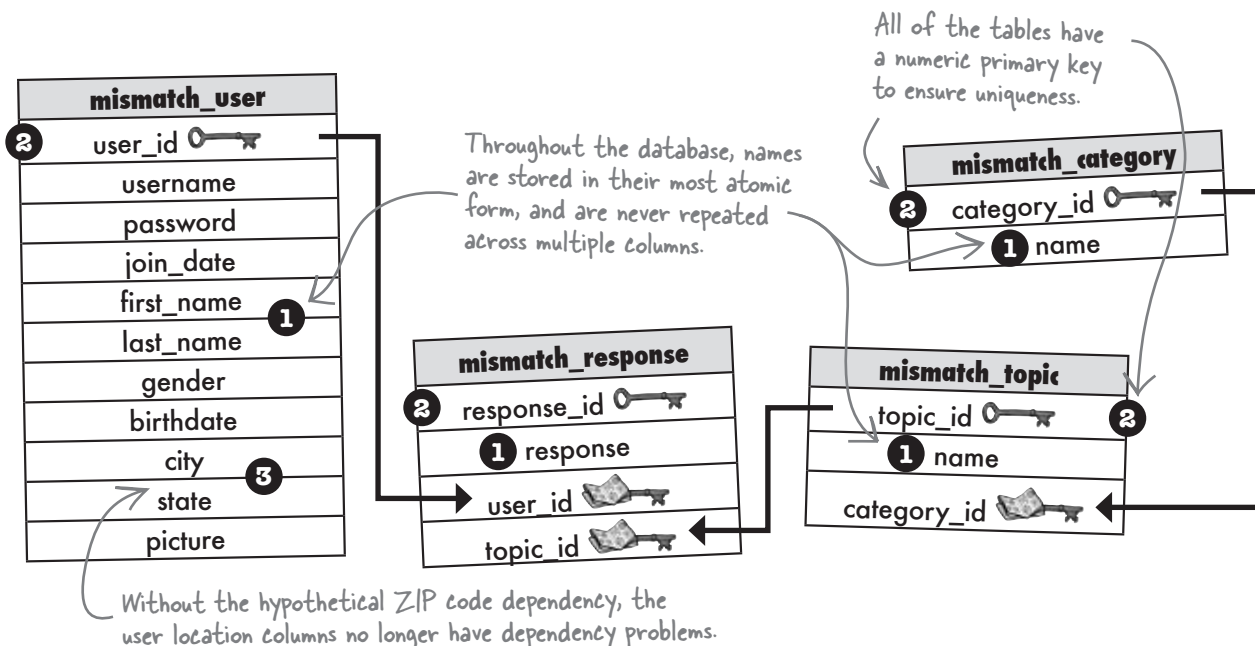 All of the tables have
a numeric primary key
to ensure uniqueness.
mismatch_user
2 user_id
username
password
join_date
first_name
1
last_name
gender
birthdate
city
3
state
picture
Throughout the database, names
are stored in their most atomic
form, and are never repeated
across multiple columns.
mismatch_category
2 category_id
1 name
mismatch_response
2 response_id
1 response
user_id
topic_id
mismatch_topic
topic_id 2
1 name
category_id
Without the hypothetical ZIP code dependency, the
user location columns no longer have dependency problems.